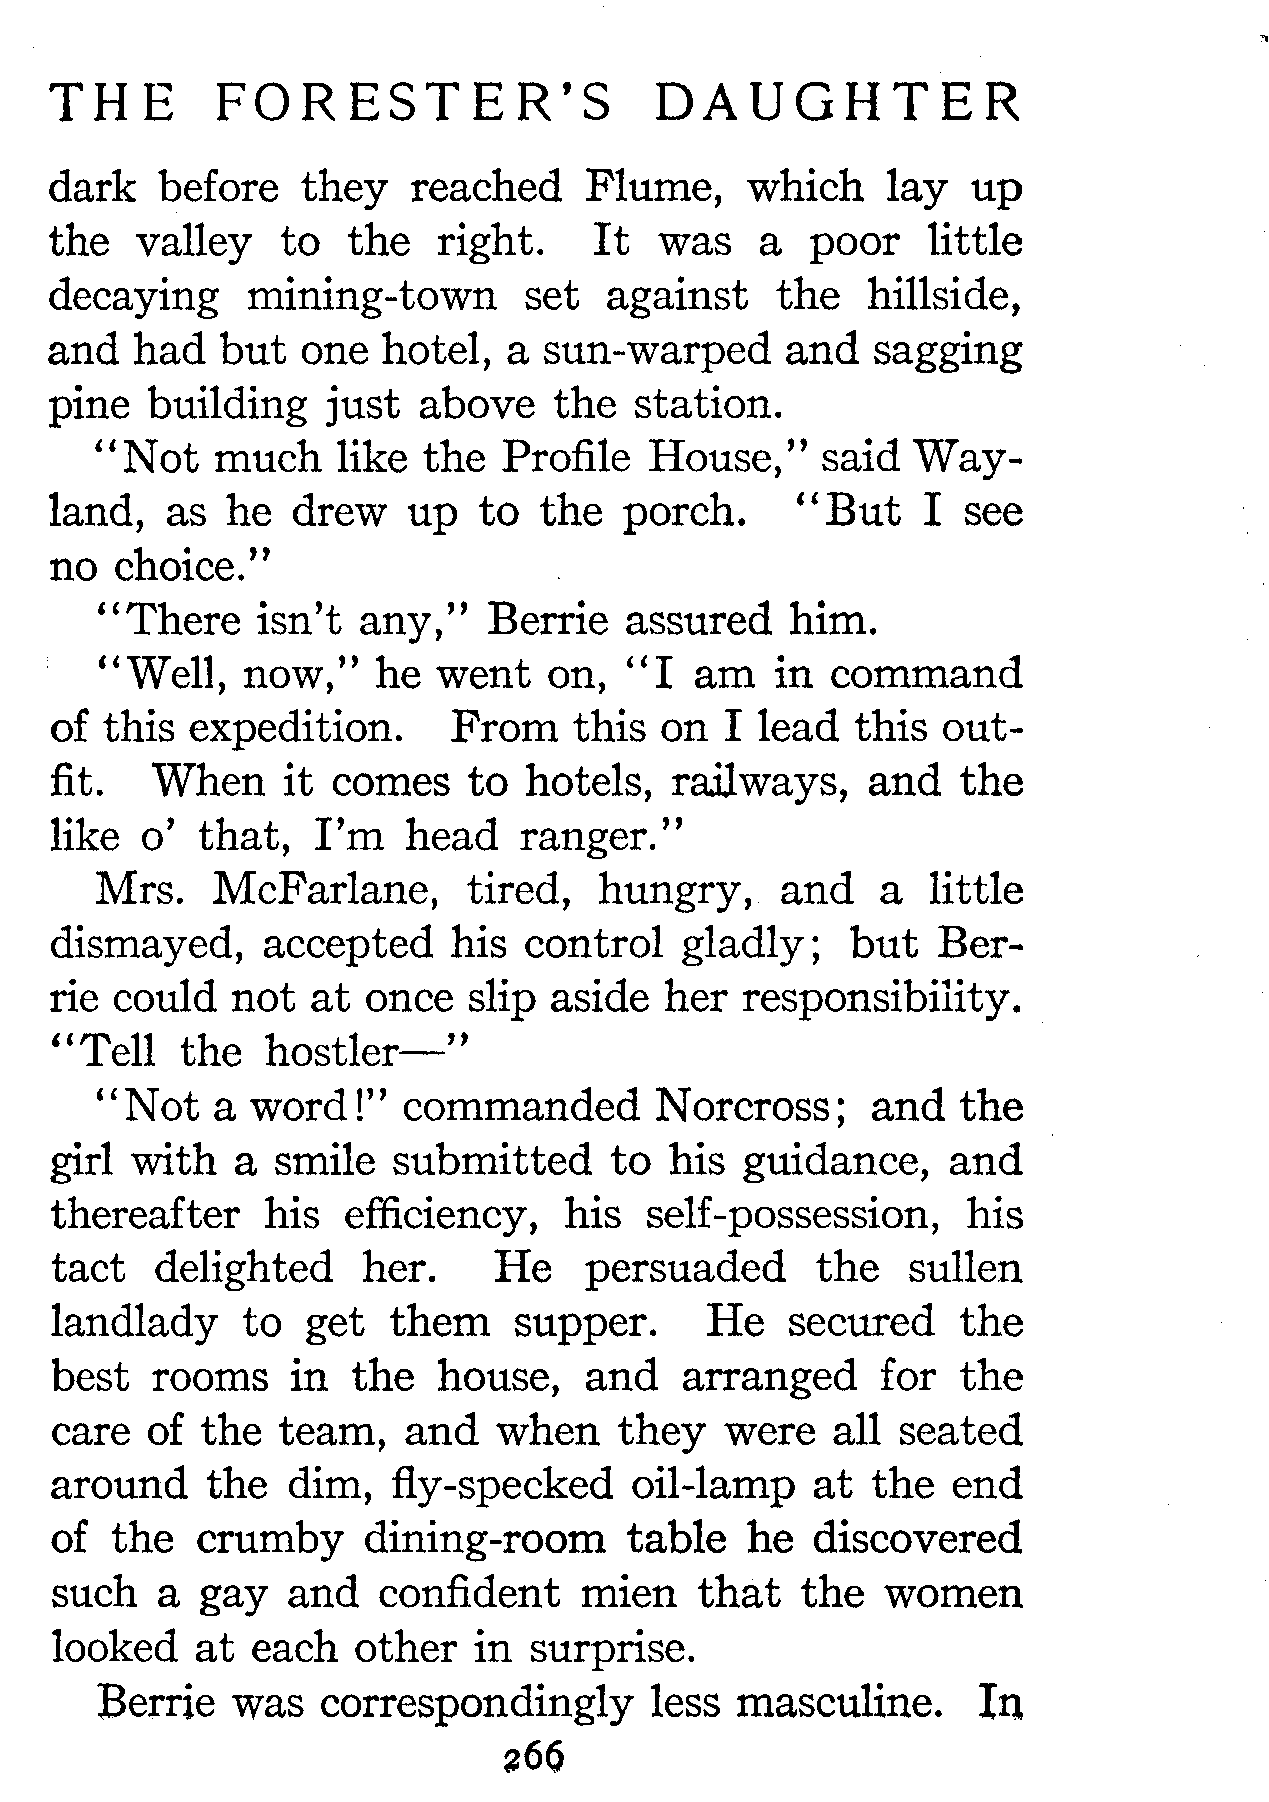 THE FORESTER'S DAUGHTER
dark before they reached Flume, which lay up
the valley to the right. It was a poor little
decaying mining-town set against the hillside,
and had but one hotel, a sun-warped and sagging
pine building just above the station.
"Not much like the Profile House," said Way-
land, as he drew up to the porch. "But I see
no choice."
"There isn't any," Berrie assured him.
"Well, now," he went on, "I am in command
of this expedition. From this on I lead this out-
fit. When it comes to hotels, railways, and the
like o' that, I'm head ranger."
Mrs. McFarlane, tired, hungry, and a little
dismayed, accepted his control gladly; but Ber-
rie could not at once slip aside her responsibility.
"Tell the hostler—"
"Not a word!" commanded Norcross; and the
girl with a smile submitted to his guidance, and
thereafter his efficiency, his self-possession, his
tact delighted her. He persuaded the sullen
landlady to get them supper. He secured the
best rooms in the house, and arranged for the
care of the team, and when they were all seated
around the dim, fly-specked oil-lamp at the end
of the crumby dining-room table he discovered
such a gay and confident mien that the women
looked at each other in surprise.
Berrie was correspondingly less masculine. In
266